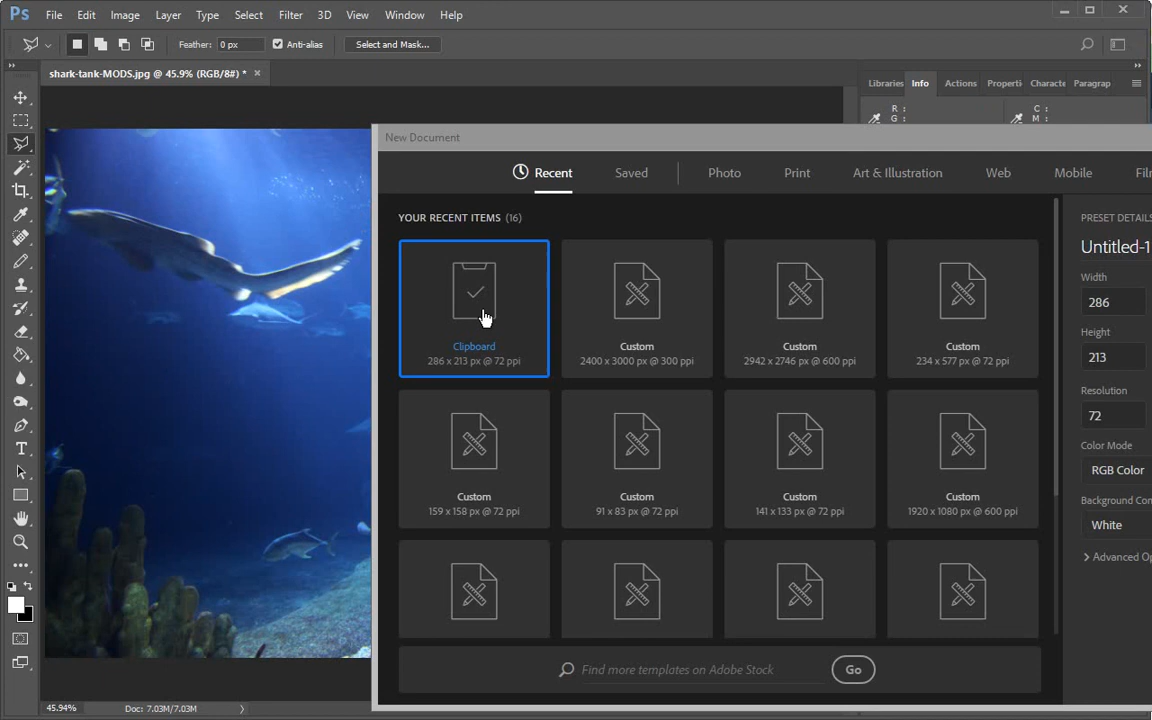 Ps File Edit Image Layer Type Select Filter 3D View Window Help
Feather: 0 px Anti-alias Select and Mask...
shark-tank-MODS.jpg @ 45.9% (RGB/8#) * ×
Libraries Info Actions Properti Characte Paragrap
R : C :
G : M :
New Document
Recent Saved Photo Print Art & Illustration Web Mobile Fil
YOUR RECENT ITEMS (16)
PRESET DETAILS
Untitled-1
Clipboard
286 x 213 px @ 72 ppi
Custom
2400 x 3000 px @ 300 ppi
Custom
2942 x 2746 px @ 600 ppi
Custom
234 x 577 px @ 72 ppi
Custom
159 x 158 px @ 72 ppi
Custom
91 x 83 px @ 72 ppi
Custom
141 x 133 px @ 72 ppi
Custom
1920 x 1080 px @ 600 ppi
Width
286
Height
213
Resolution
72
Color Mode
RGB Color
Background Con
White
Advanced Op
Find more templates on Adobe Stock Go
45.94% Doc: 7.03M/7.03M